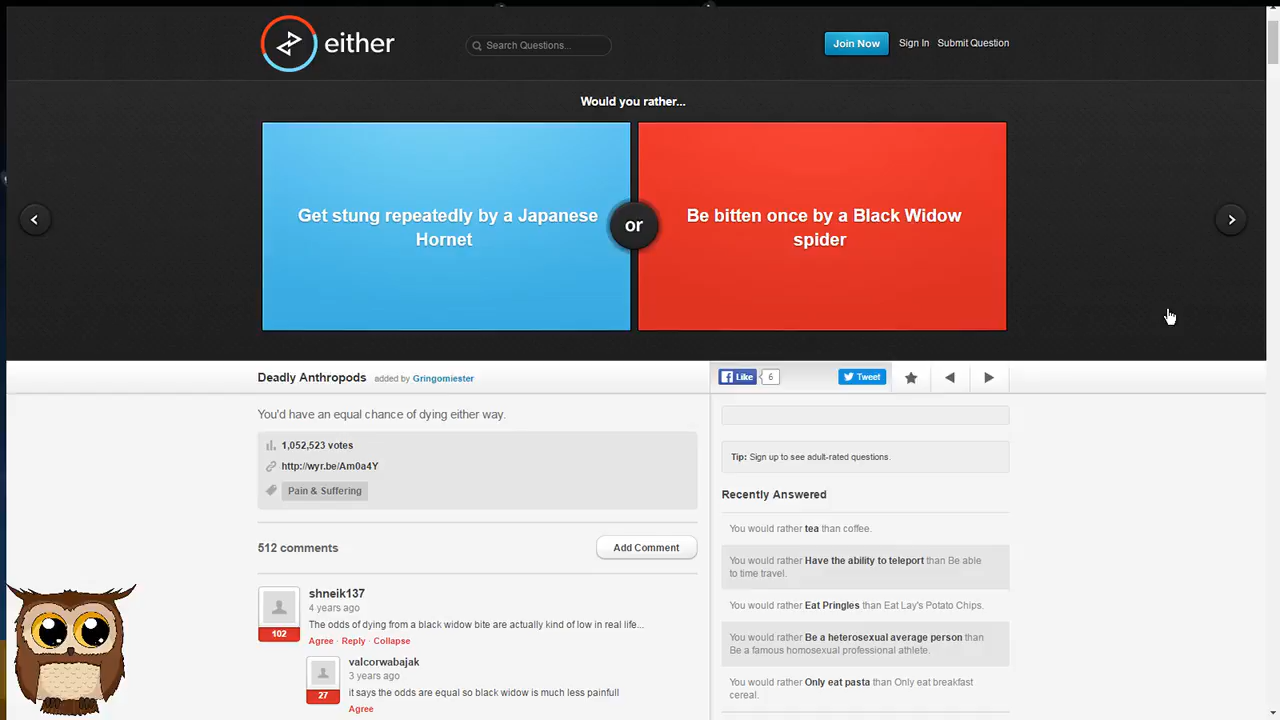 either
Search Questions...
Join Now
Sign In
Submit Question
Would you rather...
Get stung repeatedly by a Japanese
Hornet
or
Be bitten once by a Black Widow
spider
Deadly Anthropods
added by Gringomiester
Like
6
Tweet
You'd have an equal chance of dying either way.
1,052,523 votes
http://wyr.be/Am0a4Y
Pain & Suffering
512 comments
Add Comment
shneik137
4 years ago
102
The odds of dying from a black widow bite are actually kind of low in real life...
Agree · Reply · Collapse
valcorwabajak
3 years ago
27
it says the odds are equal so black widow is much less painfull
Agree
Tip: Sign up to see adult-rated questions.
Recently Answered
You would rather tea than coffee.
You would rather Have the ability to teleport than Be able
to time travel.
You would rather Eat Pringles than Eat Lay's Potato Chips.
You would rather Be a heterosexual average person than
Be a famous homosexual professional athlete.
You would rather Only eat pasta than Only eat breakfast
cereal.